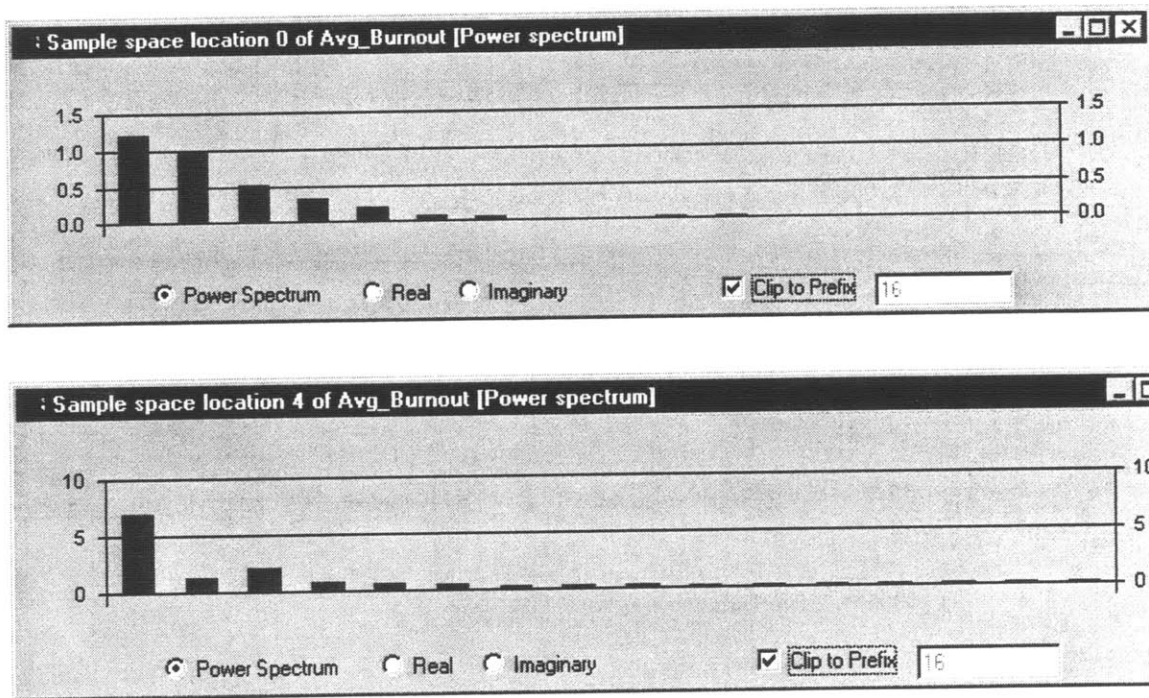 : Sample space location 0 of Avg_Burnout [Power spectrum]
1.5 1.5
1.0 1.0
0.5 0.5
0.0 0.0
Power Spectrum Real Imaginary Clip to Prefix 16
: Sample space location 4 of Avg_Burnout [Power spectrum]
10 10
5 5
0 0
Power Spectrum Real Imaginary Clip to Prefix 16